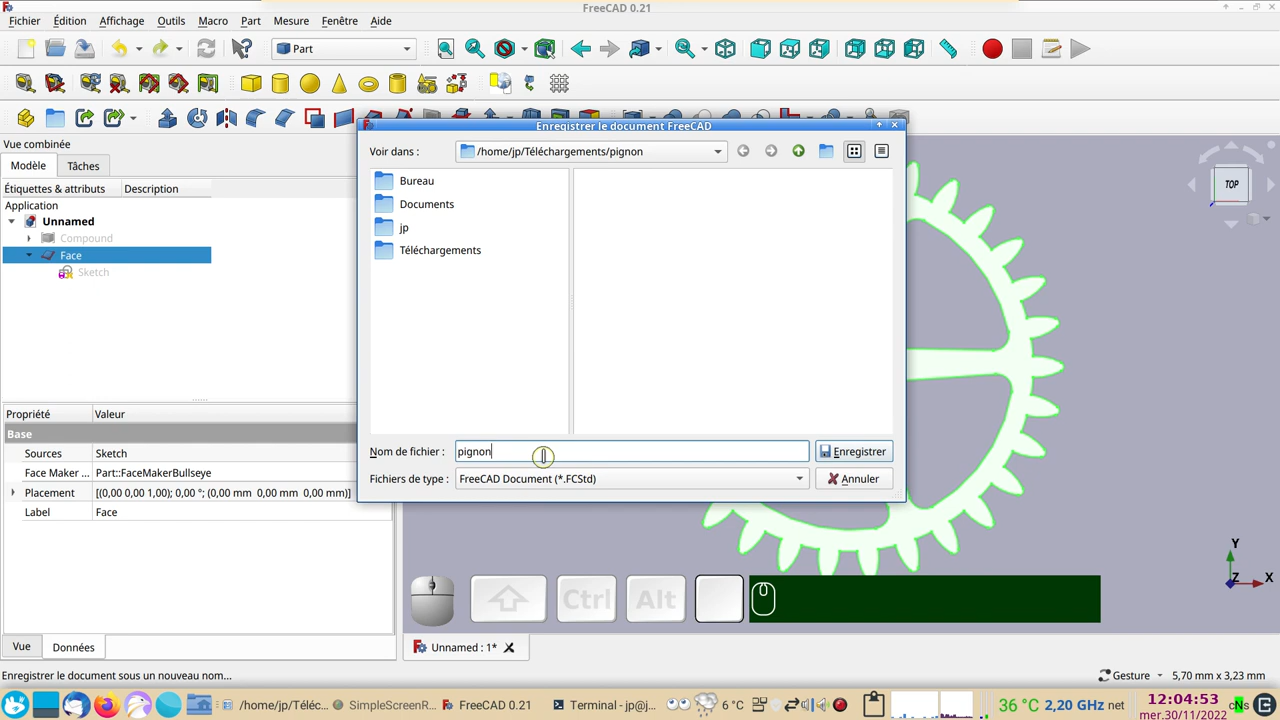 FreeCAD 0.21
Fichier Édition Affichage Outils Macro Part Mesure Fenêtre Aide
Part
Vue combinée
Modèle Tâches
Étiquettes & attributs Description
Application
Unnamed
Compound
Face
Sketch
Propriété Valeur
Base
Sources Sketch
Face Maker ... Part::FaceMakerBullseye
Placement [(0,00 0,00 1,00); 0,00 °; (0,00 mm 0,00 mm 0,00 mm)]
Label Face
Vue Données
Enregistrer le document FreeCAD
Voir dans : /home/jp/Téléchargements/pignon
Bureau
Documents
jp
Téléchargements
Nom de fichier : pignon Enregistrer
Fichiers de type : FreeCAD Document (*.FCStd) Annuler
TOP
Y
Z X
Ctrl Alt
Unnamed : 1*
Enregistrer le document sous un nouveau nom... Gesture 5,70 mm x 3,23 mm
/home/jp/Téléc... SimpleScreenR... FreeCAD 0.21 Terminal - jp@j... 6 °C 36 °C 2,20 GHz net 12:04:53
mer.30/11/2022